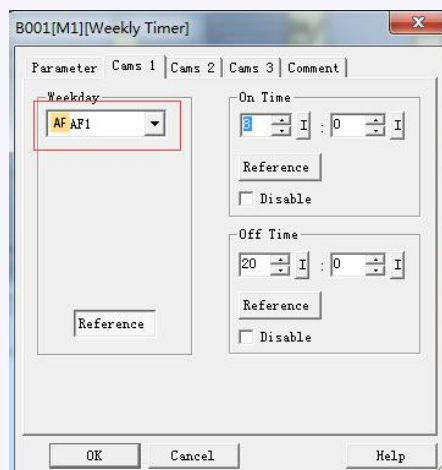 B001[M1][Weekly Timer]
Parameter Cams 1 Cams 2 Cams 3 Comment
Weekday
AF AF1
Reference
On Time
8 I : 0 I
Reference
Disable
Off Time
20 I : 0 I
Reference
Disable
OK Cancel Help